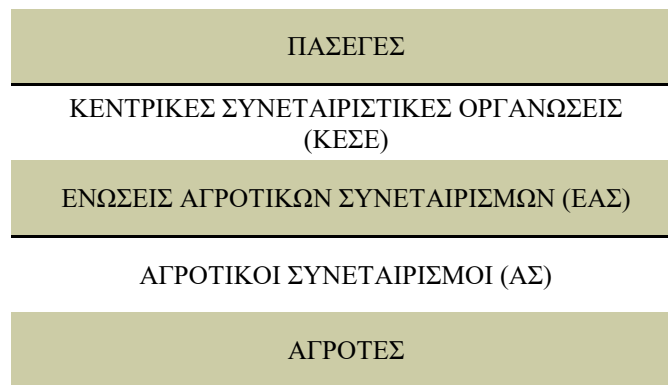 ΠΑΣΕΓΕΣ
ΚΕΝΤΡΙΚΕΣ ΣΥΝΕΤΑΙΡΙΣΤΙΚΕΣ ΟΡΓΑΝΩΣΕΙΣ
(ΚΕΣΕ)
ΕΝΩΣΕΙΣ ΑΓΡΟΤΙΚΩΝ ΣΥΝΕΤΑΙΡΙΣΜΩΝ (ΕΑΣ)
ΑΓΡΟΤΙΚΟΙ ΣΥΝΕΤΑΙΡΙΣΜΟΙ (ΑΣ)
ΑΓΡΟΤΕΣ